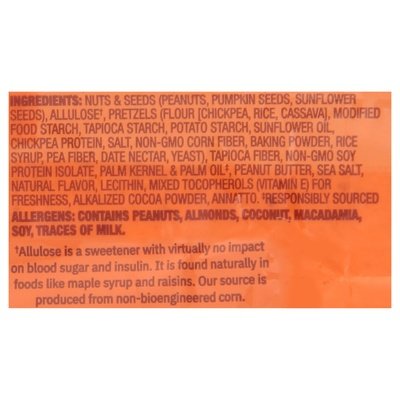 INGREDIENTS: NUTS & SEEDS (PEANUTS, PUMPKIN SEEDS, SUNFLOWER
SEEDS), ALLULOSE†, PRETZELS (FLOUR [CHICKPEA, RICE, CASSAVA], MODIFIED
FOOD STARCH, TAPIOCA STARCH, POTATO STARCH, SUNFLOWER OIL,
CHICKPEA PROTEIN, SALT, NON-GMO CORN FIBER, BAKING POWDER, RICE
SYRUP, PEA FIBER, DATE NECTAR, YEAST), TAPIOCA FIBER, NON-GMO SOY
PROTEIN ISOLATE, PALM KERNEL & PALM OIL‡, PEANUT BUTTER, SEA SALT,
NATURAL FLAVOR, LECITHIN, MIXED TOCOPHEROLS (VITAMIN E) FOR
FRESHNESS, ALKALIZED COCOA POWDER, ANNATTO. ‡RESPONSIBLY SOURCED
ALLERGENS: CONTAINS PEANUTS, ALMONDS, COCONUT, MACADAMIA,
SOY, TRACES OF MILK.
†Allulose is a sweetener with virtually no impact
on blood sugar and insulin. It is found naturally in
foods like maple syrup and raisins. Our source is
produced from non-bioengineered corn.